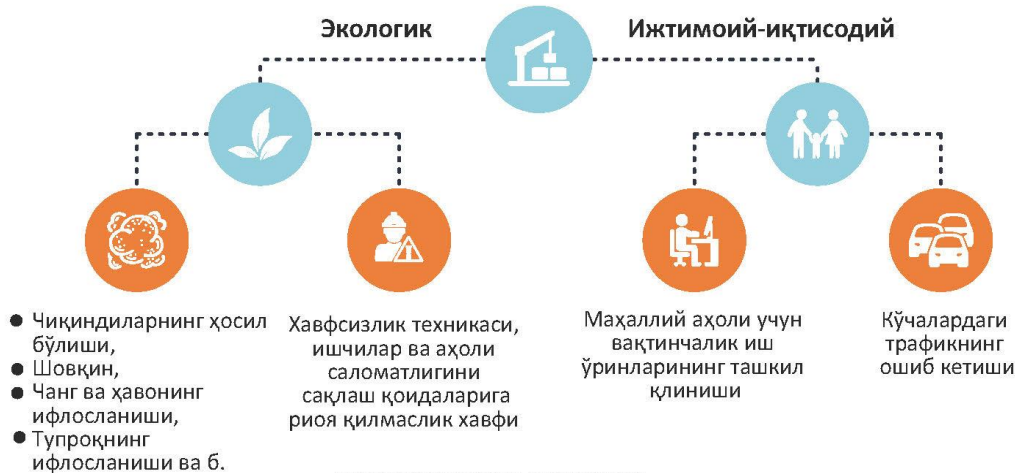 Экологик
Ижтимоий-иқтисодий
● Чиқиндиларнинг ҳосил
бўлиши,
● Шовқин,
● Чанг ва ҳавонинг
ифлосланиши,
● Тупроқнинг
ифлосланиши ва б.
Хавфсизлик техникаси,
ишчилар ва аҳоли
саломатлигини
сақлаш қоидаларига
риоя қилмаслик хавфи
Маҳаллий аҳоли учун
вақтинчалик иш
ўринларининг ташкил
қлиниши
Кўчалардаги
трафикнинг
ошиб кетиши